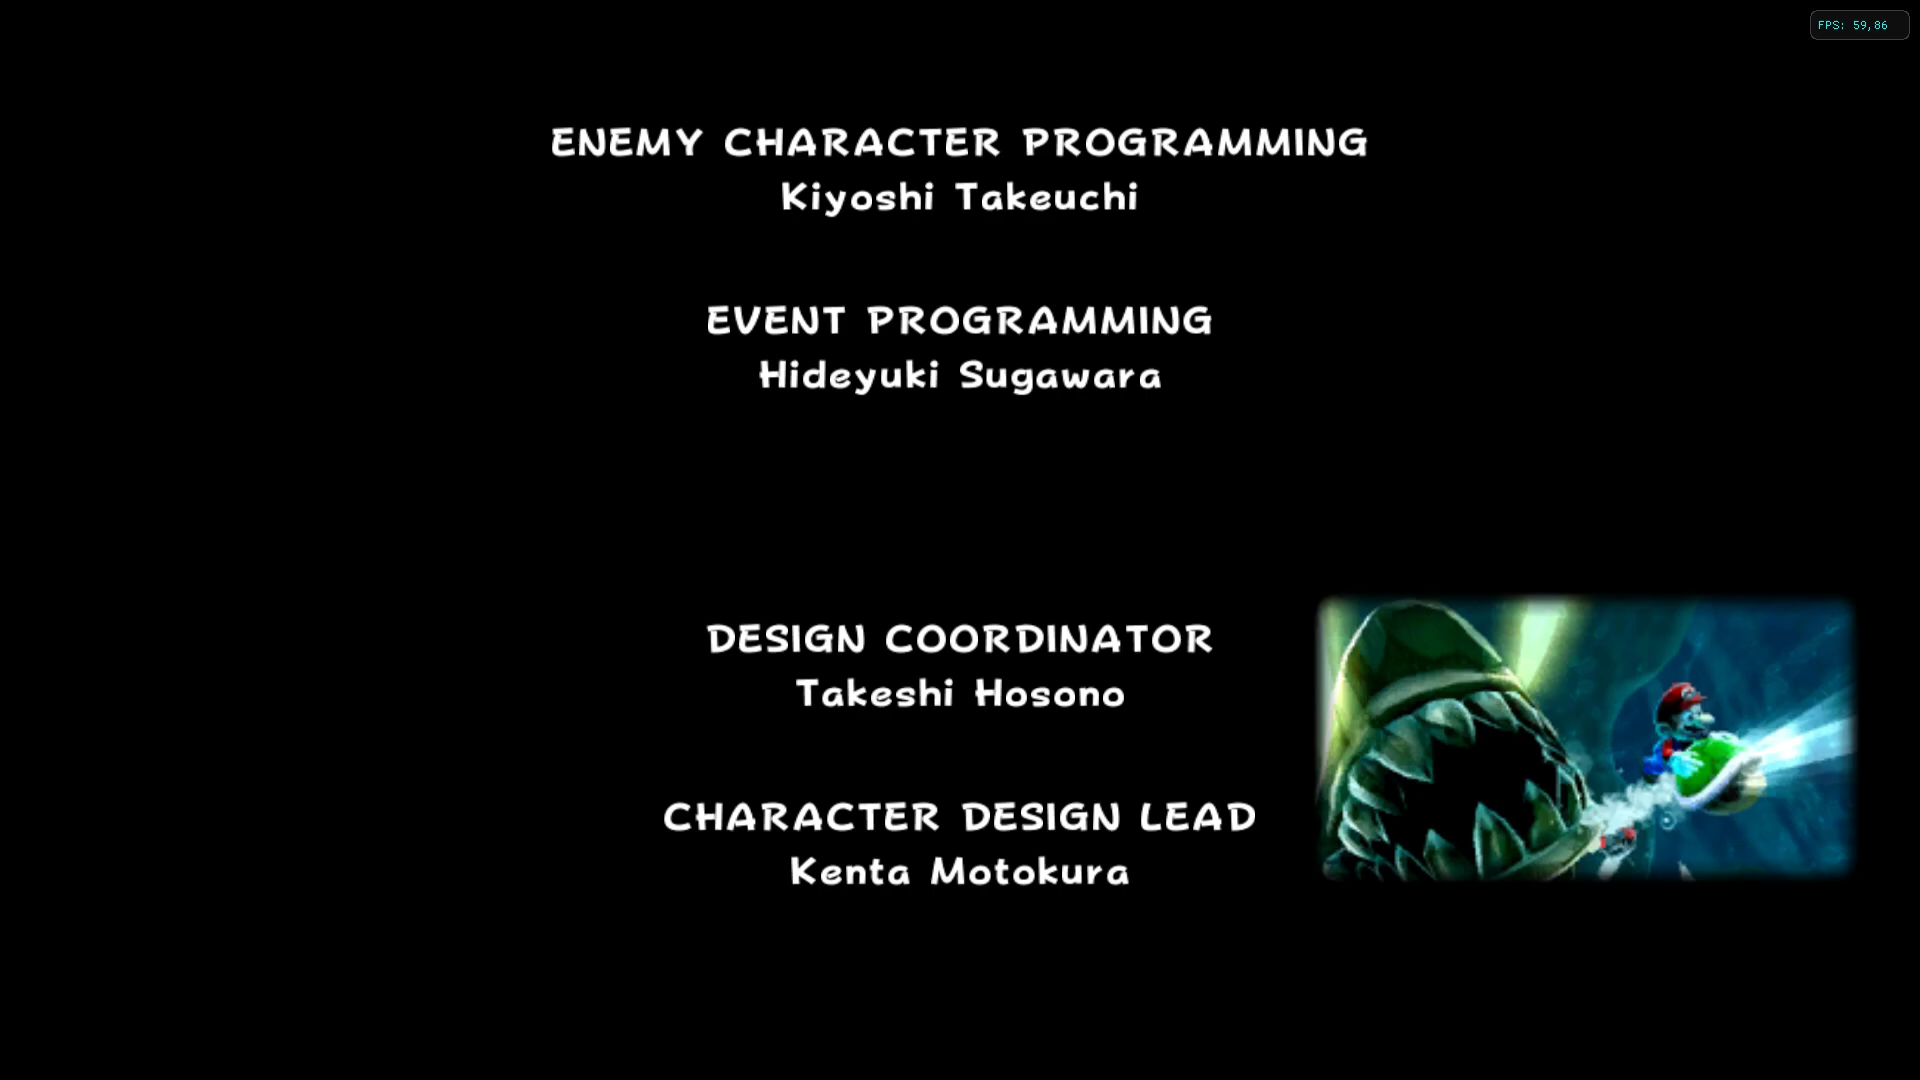 FPS: 59,86
ENEMY CHARACTER PROGRAMMING
Kiyoshi Takeuchi
EVENT PROGRAMMING
Hideyuki Sugawara
DESIGN COORDINATOR
Takeshi Hosono
CHARACTER DESIGN LEAD
Kenta Motokura